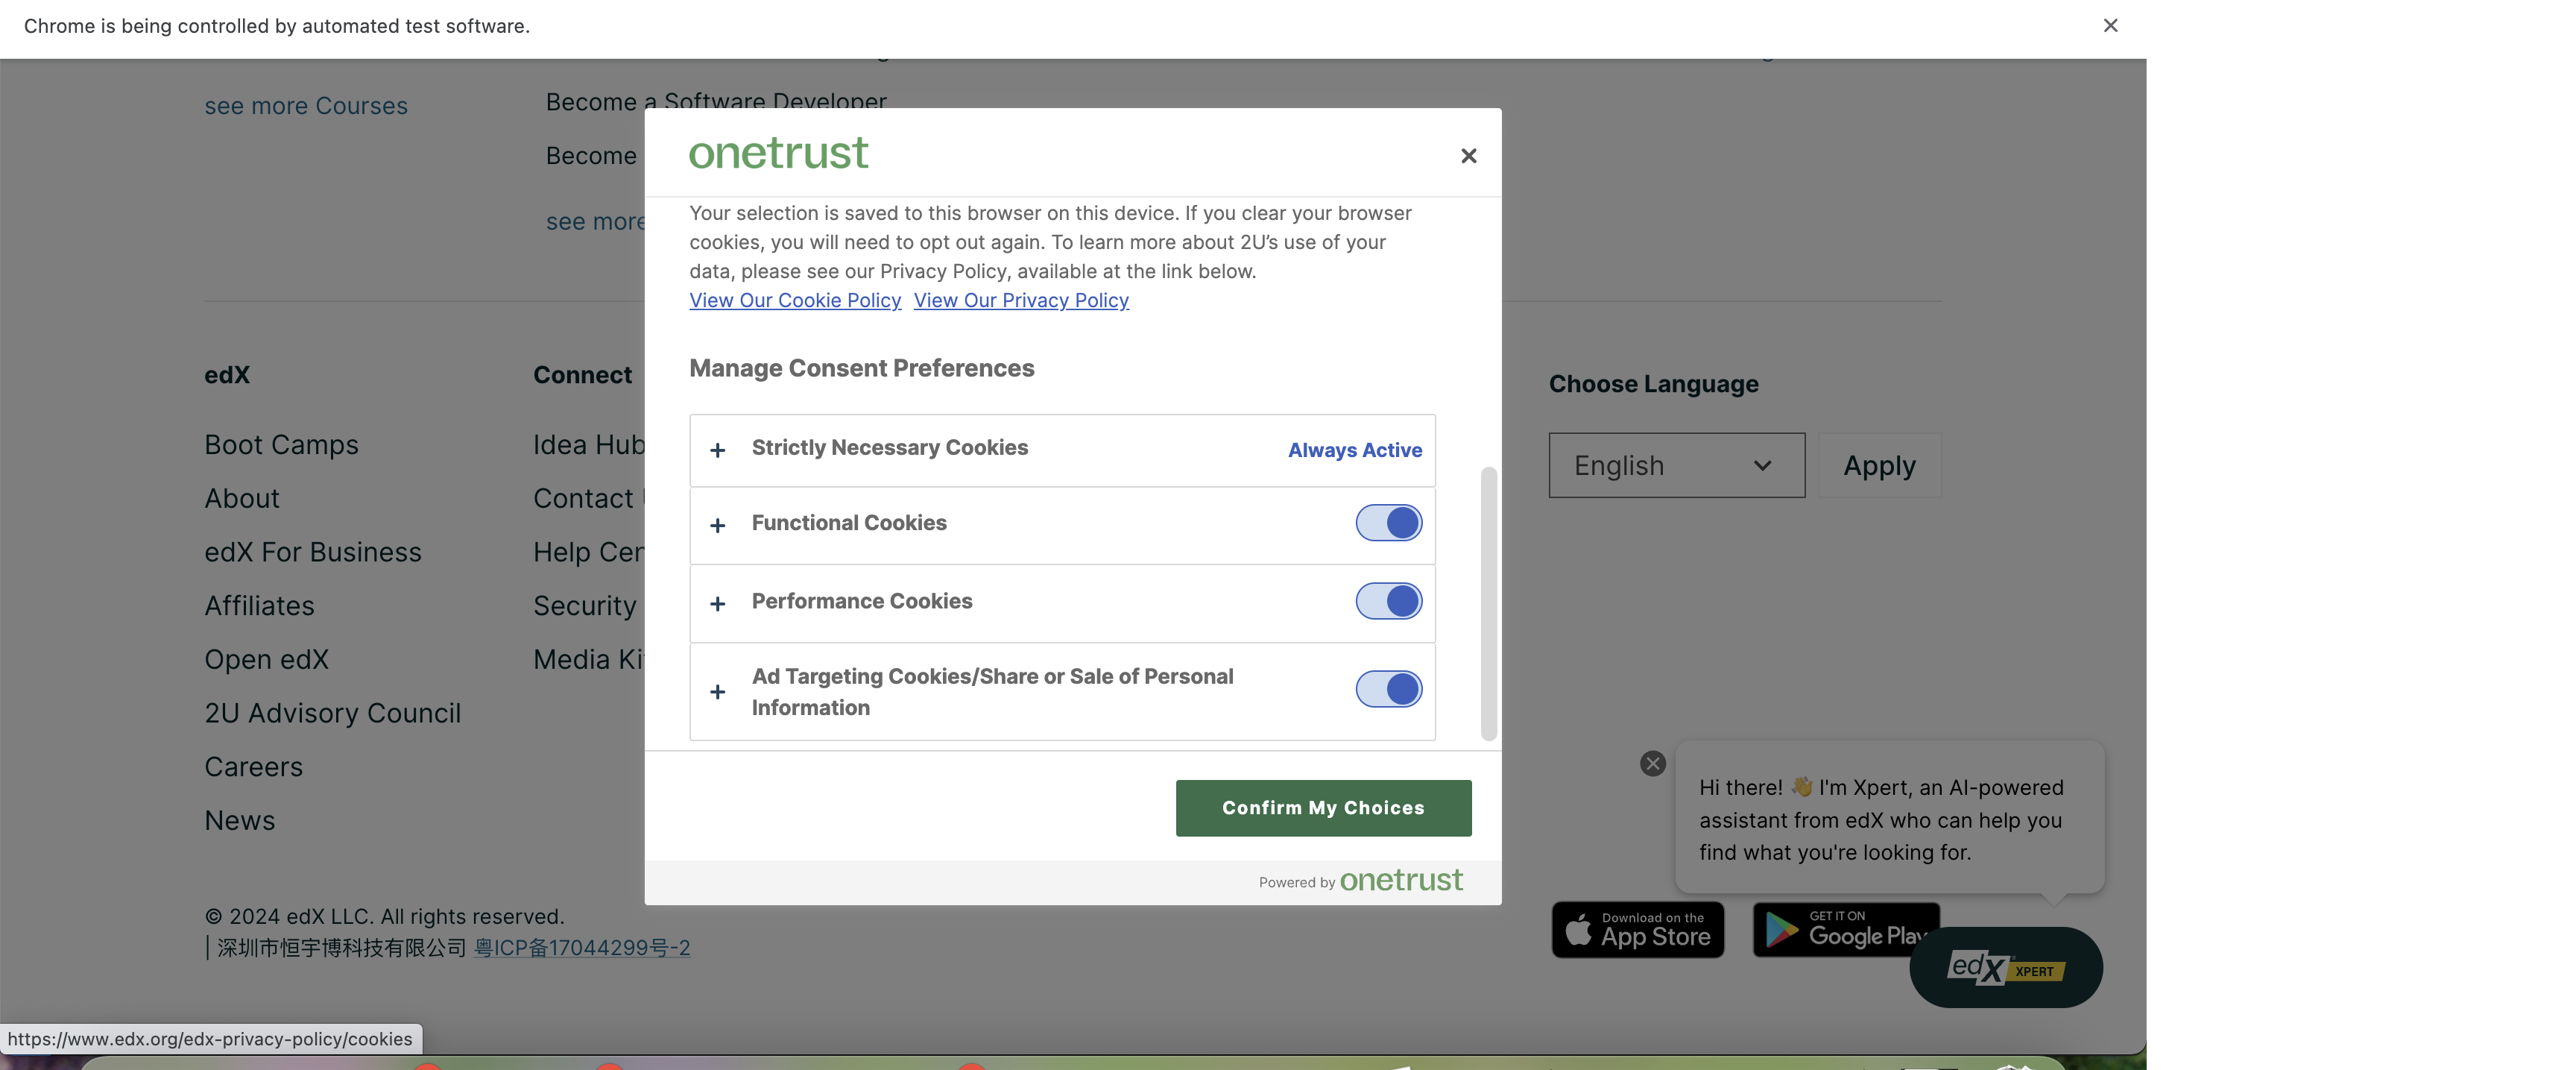 Chrome is being controlled by automated test software.
see more Courses
Become a Software Developer
Become
see more
onetrust
Your selection is saved to this browser on this device. If you clear your browser
cookies, you will need to opt out again. To learn more about 2U's use of your
data, please see our Privacy Policy, available at the link below.
View Our Cookie Policy View Our Privacy Policy
Manage Consent Preferences
Strictly Necessary Cookies
Always Active
Functional Cookies
Performance Cookies
Ad Targeting Cookies/Share or Sale of Personal
Information
Confirm My Choices
Powered by onetrust
edX
Boot Camps
About
edX For Business
Affiliates
Open edX
2U Advisory Council
Careers
News
Connect
Idea Hub
Contact
Help Cen
Security
Media Ki
Choose Language
English
Apply
Hi there! 👋 I'm Xpert, an AI-powered
assistant from edX who can help you
find what you're looking for.
© 2024 edX LLC. All rights reserved.
| 深圳市恒宇博科技有限公司 粤ICP备17044299号-2
Download on the
App Store
GET IT ON
Google Play
edX XPERT
https://www.edx.org/edx-privacy-policy/cookies